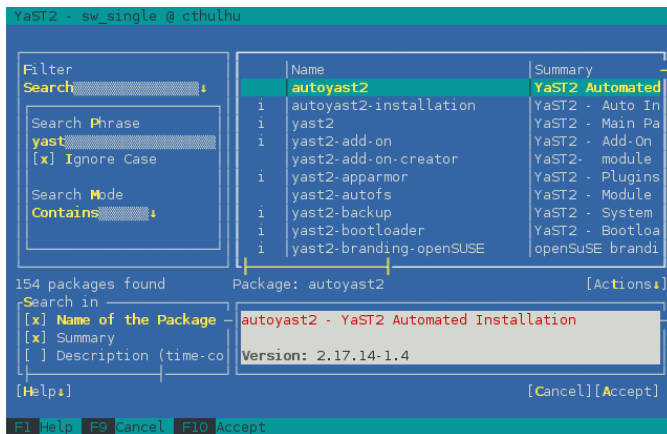 YaST2 - sw_single @ cthulhu
Filter
Search
Search Phrase
yast
[x] Ignore Case
Search Mode
Contains
Name Summary
autoyast2 YaST2 Automated
i autoyast2-installation YaST2 - Auto In
i yast2 YaST2 - Main Pa
i yast2-add-on YaST2 - Add-On
yast2-add-on-creator YaST2- module
i yast2-apparmor YaST2 - Plugins
yast2-autofs YaST2 - Module
i yast2-backup YaST2 - System
i yast2-bootloader YaST2 - Bootloa
i yast2-branding-openSUSE openSuSE brandi
154 packages found Package: autoyast2 [Actions↓]
Search in
[x] Name of the Package
[x] Summary
[ ] Description (time-co
autoyast2 - YaST2 Automated Installation
Version: 2.17.14-1.4
[Help↓] [Cancel][Accept]
F1 Help F9 Cancel F10 Accept